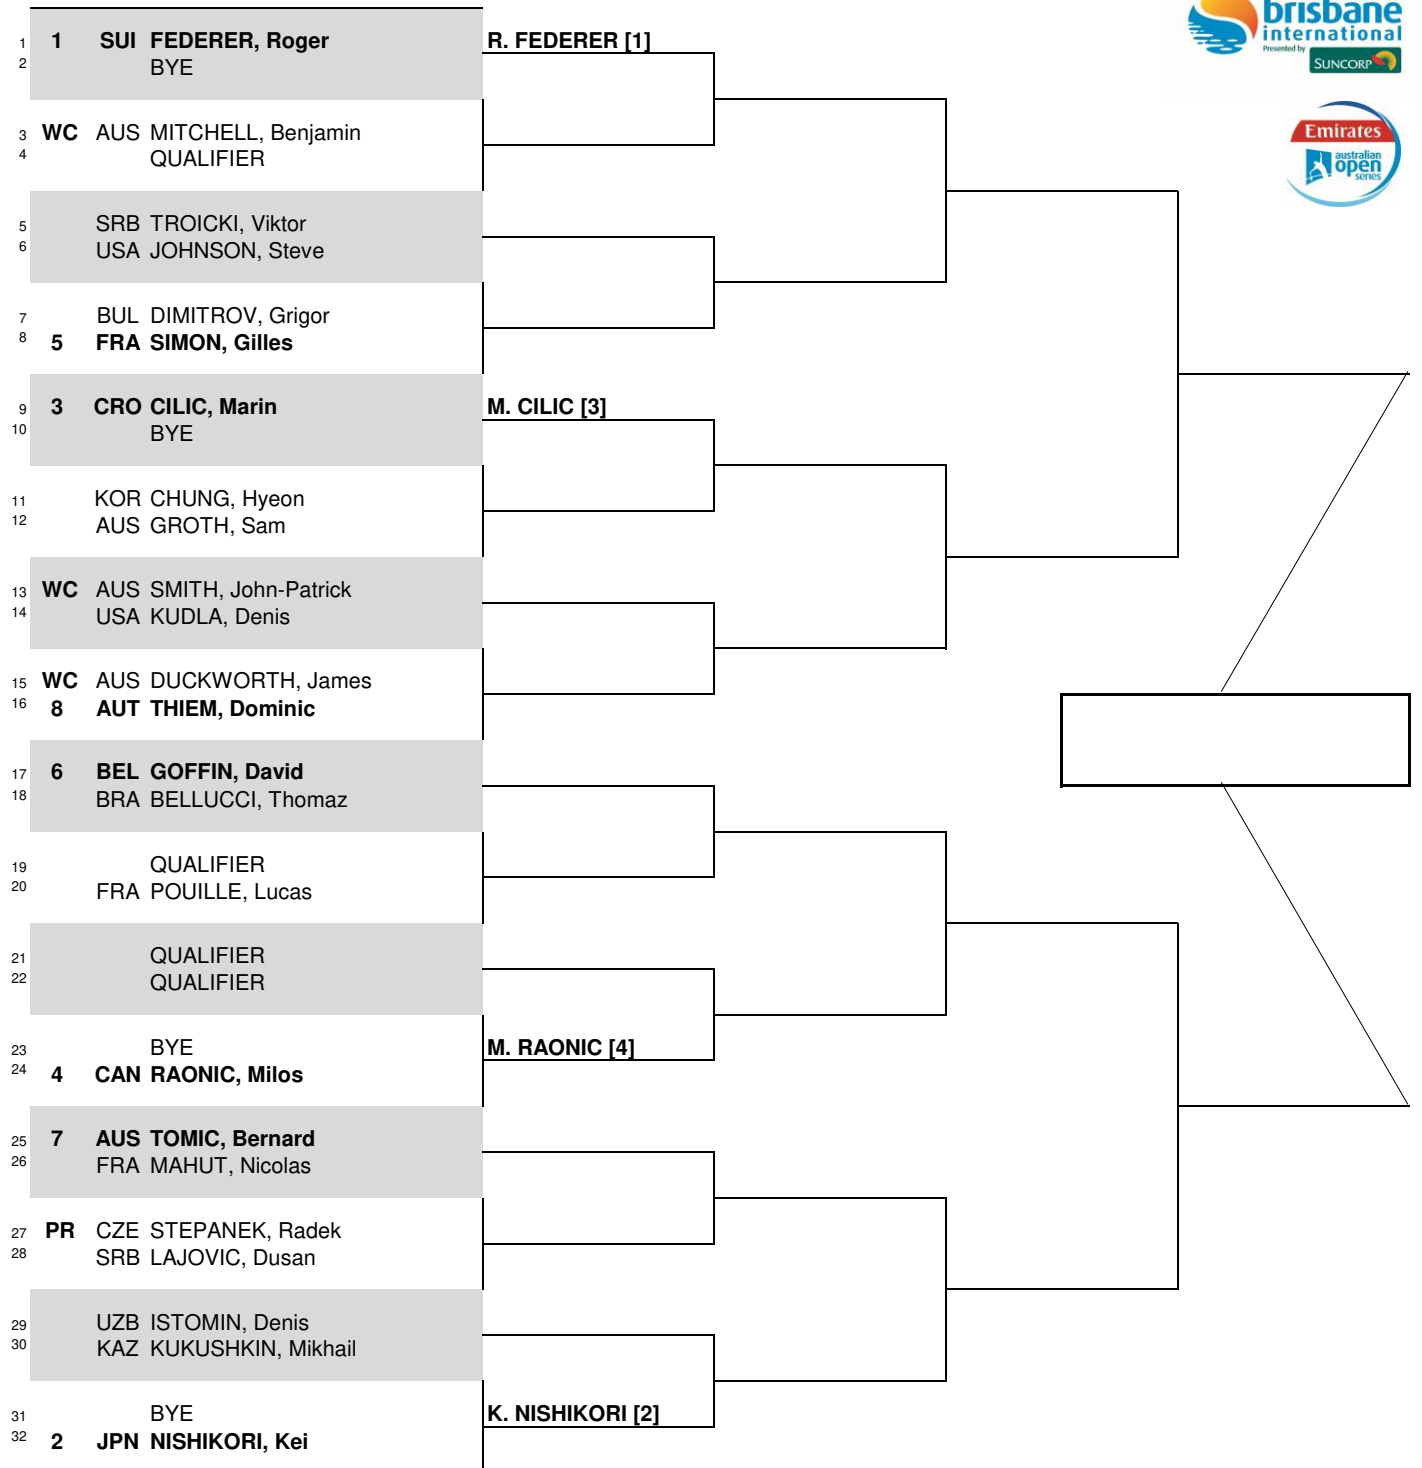 brisbane
international
Presented by
SUNCORP
Emirates
australian
open
series
1 1 SUI FEDERER, Roger R. FEDERER [1]
2 BYE
3 WC AUS MITCHELL, Benjamin
4 QUALIFIER
5 SRB TROICKI, Viktor
6 USA JOHNSON, Steve
7 BUL DIMITROV, Grigor
8 5 FRA SIMON, Gilles
9 3 CRO CILIC, Marin M. CILIC [3]
10 BYE
11 KOR CHUNG, Hyeon
12 AUS GROTH, Sam
13 WC AUS SMITH, John-Patrick
14 USA KUDLA, Denis
15 WC AUS DUCKWORTH, James
16 8 AUT THIEM, Dominic
17 6 BEL GOFFIN, David
18 BRA BELLUCCI, Thomaz
19 QUALIFIER
20 FRA POUILLE, Lucas
21 QUALIFIER
22 QUALIFIER
23 BYE M. RAONIC [4]
24 4 CAN RAONIC, Milos
25 7 AUS TOMIC, Bernard
26 FRA MAHUT, Nicolas
27 PR CZE STEPANEK, Radek
28 SRB LAJOVIC, Dusan
29 UZB ISTOMIN, Denis
30 KAZ KUKUSHKIN, Mikhail
31 BYE K. NISHIKORI [2]
32 2 JPN NISHIKORI, Kei